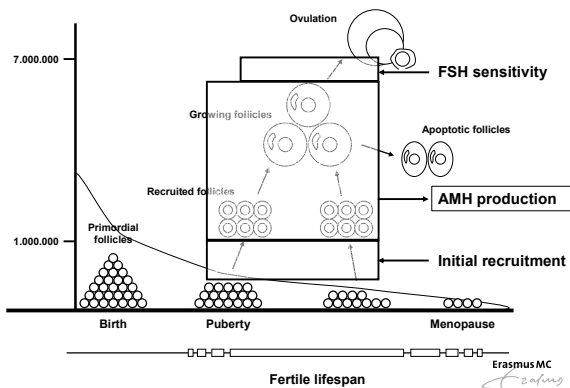 Ovulation
7.000.000
FSH sensitivity
Growing follicles
Apoptotic follicles
Recruited follicles
AMH production
Primordial
follicles
1.000.000
Initial recruitment
Birth
Puberty
Menopause
Fertile lifespan
Erasmus MC
Erasmus